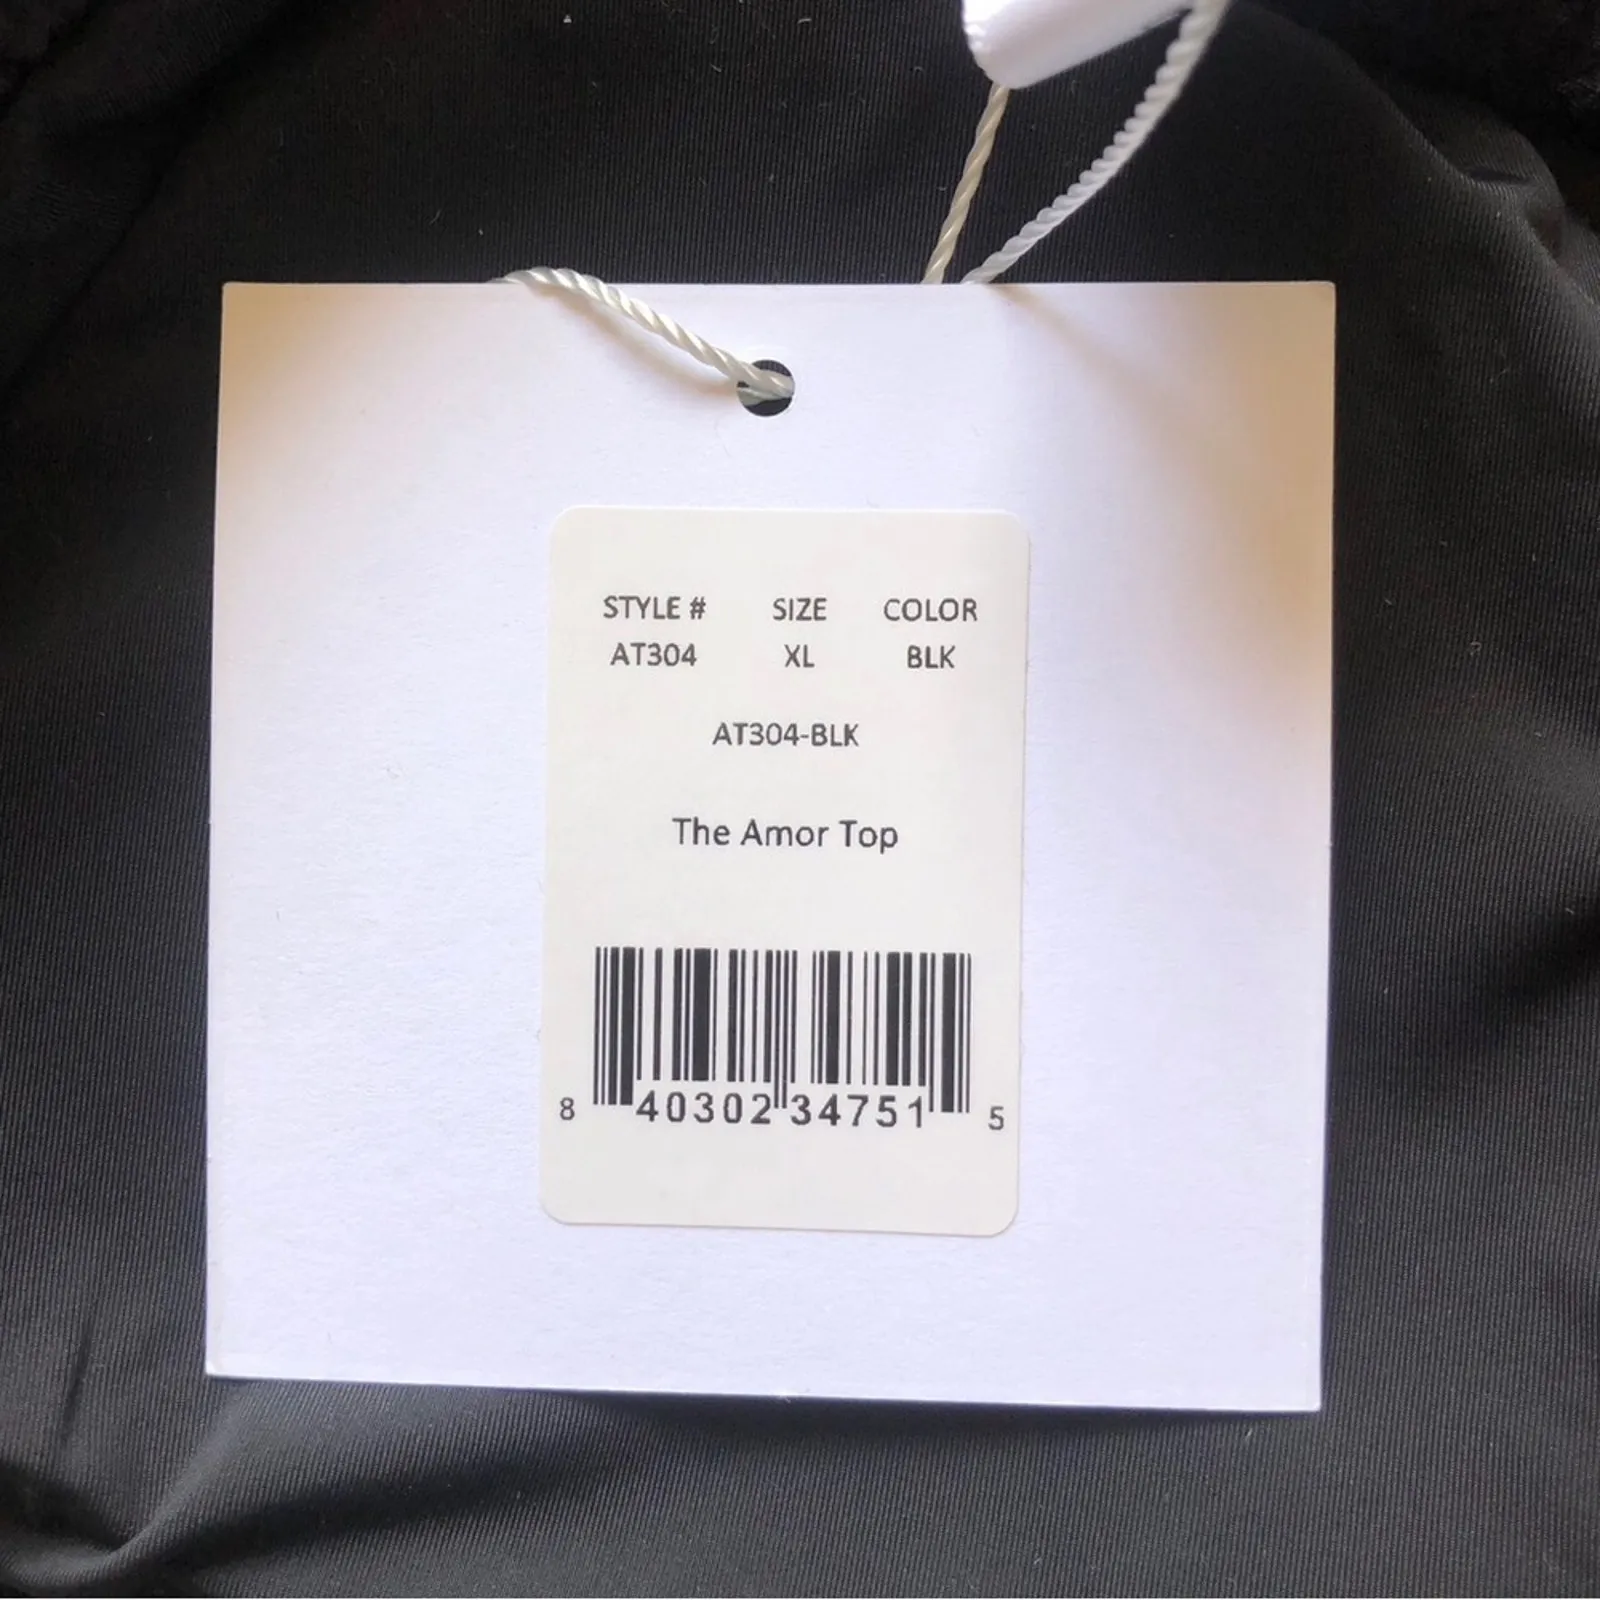 STYLE # SIZE COLOR
AT304 XL BLK
AT304-BLK
The Amor Top
8 40302 34751 5